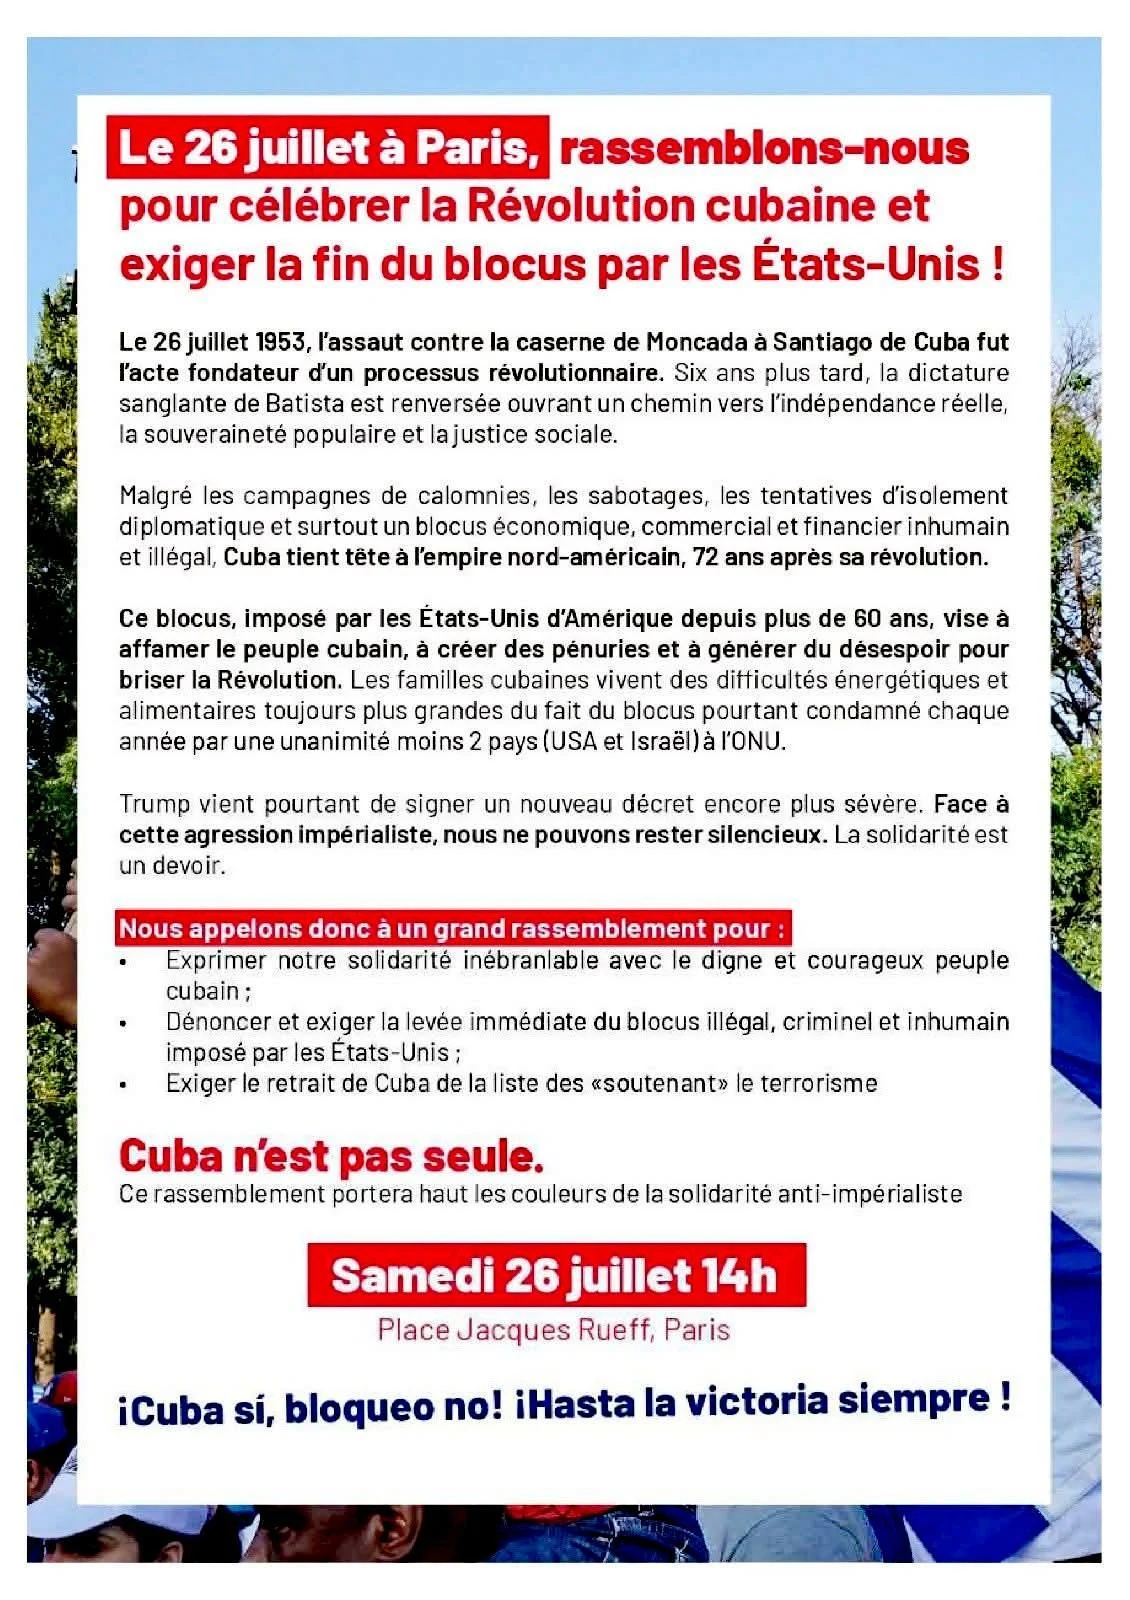 Le 26 juillet à Paris, rassemblons-nous
pour célébrer la Révolution cubaine et
exiger la fin du blocus par les États-Unis !
Le 26 juillet 1953, l'assaut contre la caserne de Moncada à Santiago de Cuba fut
l'acte fondateur d'un processus révolutionnaire. Six ans plus tard, la dictature
sanglante de Batista est renversée ouvrant un chemin vers l'indépendance réelle,
la souveraineté populaire et la justice sociale.
Malgré les campagnes de calomnies, les sabotages, les tentatives d'isolement
diplomatique et surtout un blocus économique, commercial et financier inhumain
et illégal, Cuba tient tête à l'empire nord-américain, 72 ans après sa révolution.
Ce blocus, imposé par les États-Unis d'Amérique depuis plus de 60 ans, vise à
affamer le peuple cubain, à créer des pénuries et à générer du désespoir pour
briser la Révolution. Les familles cubaines vivent des difficultés énergétiques et
alimentaires toujours plus grandes du fait du blocus pourtant condamné chaque
année par une unanimité moins 2 pays (USA et Israël) à l'ONU.
Trump vient pourtant de signer un nouveau décret encore plus sévère. Face à
cette agression impérialiste, nous ne pouvons rester silencieux. La solidarité est
un devoir.
Nous appelons donc à un grand rassemblement pour :
• Exprimer notre solidarité inébranlable avec le digne et courageux peuple
cubain ;
• Dénoncer et exiger la levée immédiate du blocus illégal, criminel et inhumain
imposé par les États-Unis ;
• Exiger le retrait de Cuba de la liste des «soutenant» le terrorisme
Cuba n'est pas seule.
Ce rassemblement portera haut les couleurs de la solidarité anti-impérialiste
Samedi 26 juillet 14h
Place Jacques Rueff, Paris
¡Cuba sí, bloqueo no! ¡Hasta la victoria siempre !